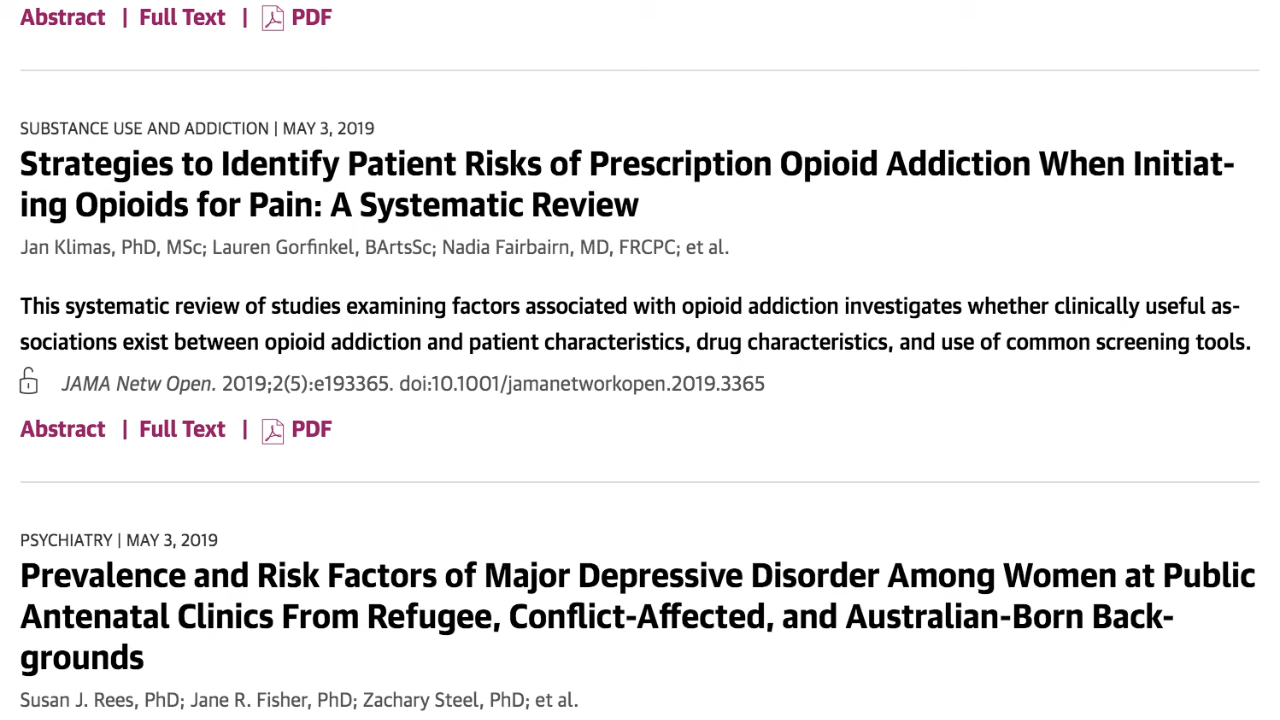 Abstract | Full Text | PDF
SUBSTANCE USE AND ADDICTION | MAY 3, 2019
Strategies to Identify Patient Risks of Prescription Opioid Addiction When Initiat-
ing Opioids for Pain: A Systematic Review
Jan Klimas, PhD, MSc; Lauren Gorfinkel, BArtsSc; Nadia Fairbairn, MD, FRCPC; et al.
This systematic review of studies examining factors associated with opioid addiction investigates whether clinically useful as-
sociations exist between opioid addiction and patient characteristics, drug characteristics, and use of common screening tools.
JAMA Netw Open. 2019;2(5):e193365. doi:10.1001/jamanetworkopen.2019.3365
Abstract | Full Text | PDF
PSYCHIATRY | MAY 3, 2019
Prevalence and Risk Factors of Major Depressive Disorder Among Women at Public
Antenatal Clinics From Refugee, Conflict-Affected, and Australian-Born Back-
grounds
Susan J. Rees, PhD; Jane R. Fisher, PhD; Zachary Steel, PhD; et al.